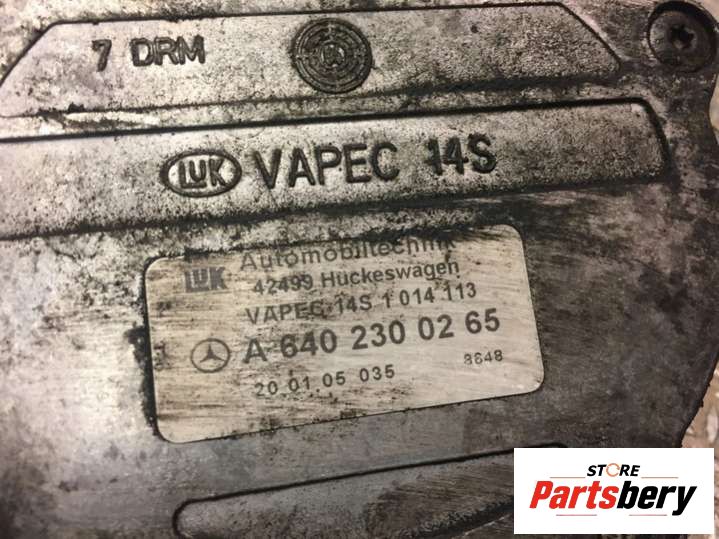 7 DRM
LUK VAPEC 14S
LUK Automobiltechnik
42499 Huckeswagen
VAPEC 14S 1 014 113
A 640 230 02 65
20 01 05 035 8648
STORE
Partsbery